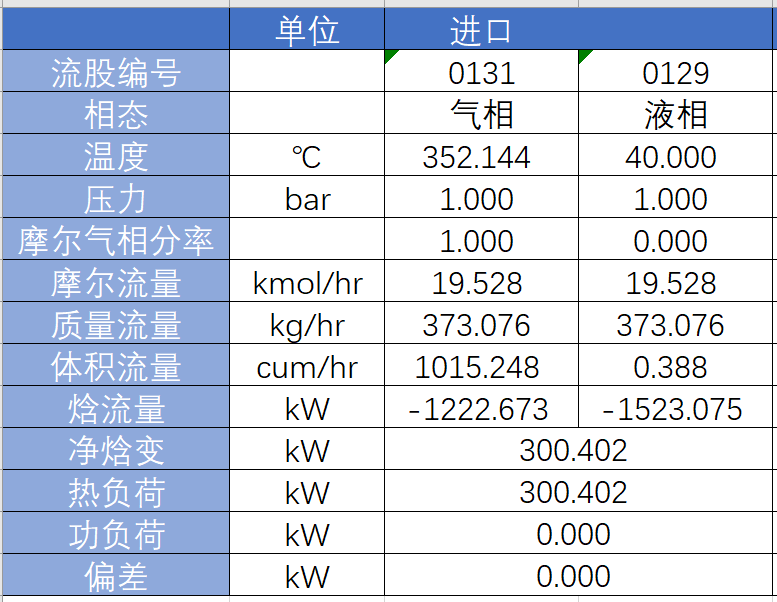 单位 进口
流股编号 0131 0129
相态 气相 液相
温度 ℃ 352.144 40.000
压力 bar 1.000 1.000
摩尔气相分率 1.000 0.000
摩尔流量 kmol/hr 19.528 19.528
质量流量 kg/hr 373.076 373.076
体积流量 cum/hr 1015.248 0.388
焓流量 kW -1222.673 -1523.075
净焓变 kW 300.402
热负荷 kW 300.402
功负荷 kW 0.000
偏差 kW 0.000